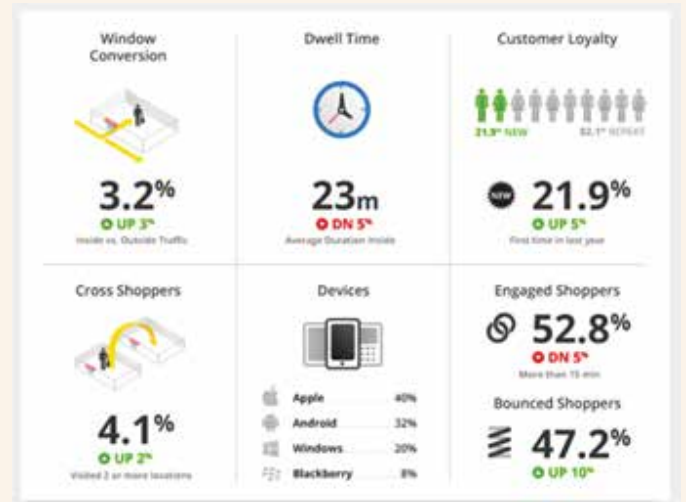 Window
Conversion
3.2%
UP 3%
Inside vs. Outside Traffic
Dwell Time
23m
DN 5%
Average Duration Inside
Customer Loyalty
21.9% NEW
REPEAT
NEW
21.9%
UP 5%
First time in last year
Cross Shoppers
4.1%
UP 2%
Visited 2 or more locations
Devices
Apple 40%
Android 32%
Windows 20%
Blackberry 8%
Engaged Shoppers
52.8%
DN 5%
More than 15 min
Bounced Shoppers
47.2%
UP 10%